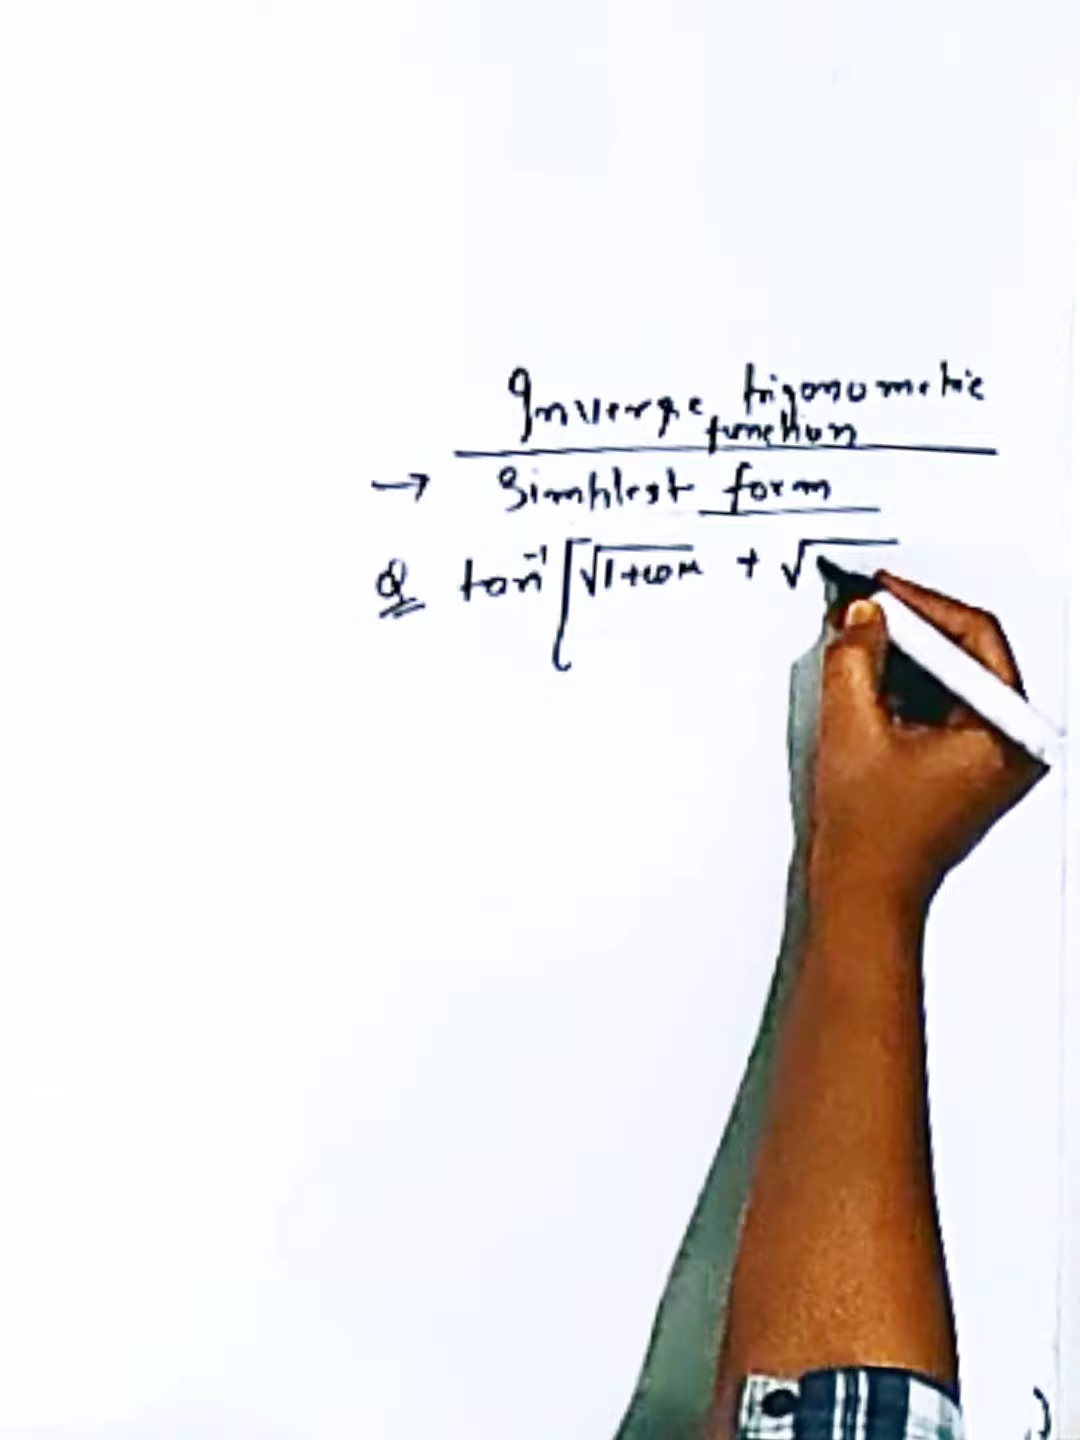 Inverse trigonometric
function
→ Simplest form
Q tan⁻¹ [√1+cosx + √